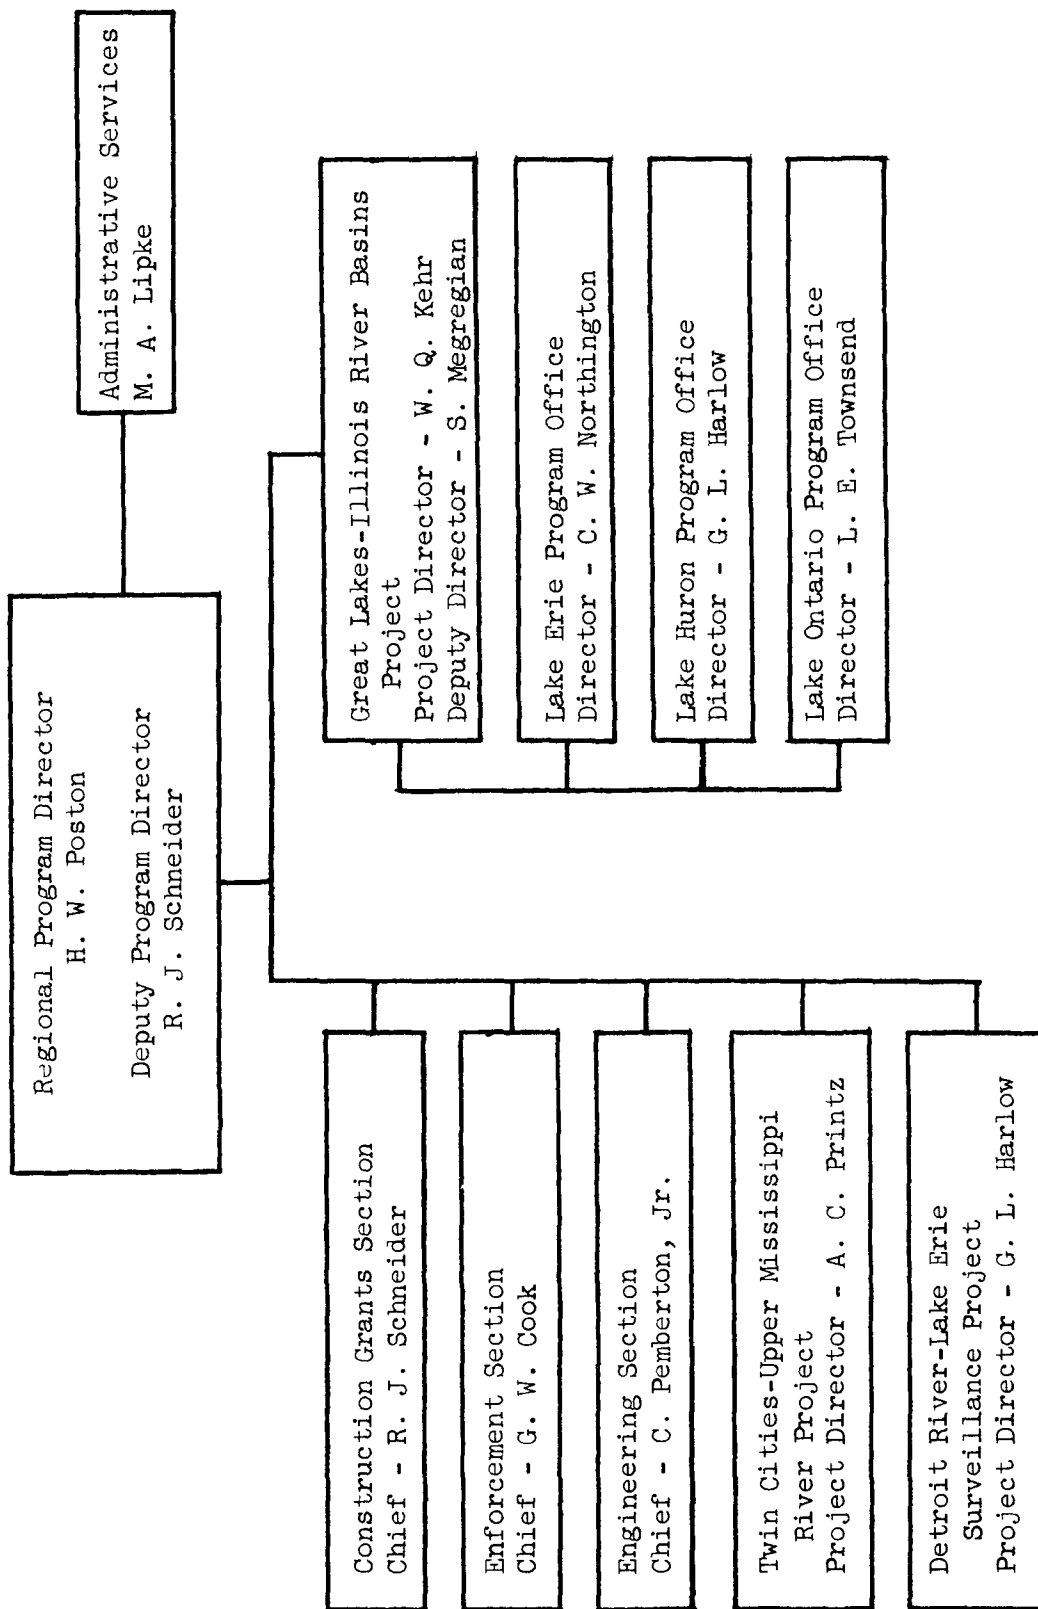 Regional Program Director
H. W. Poston
Deputy Program Director
R. J. Schneider
Administrative Services
M. A. Lipke
Construction Grants Section
Chief - R. J. Schneider
Enforcement Section
Chief - G. W. Cook
Engineering Section
Chief - C. Pemberton, Jr.
Twin Cities-Upper Mississippi
River Project
Project Director - A. C. Printz
Detroit River-Lake Erie
Surveillance Project
Project Director - G. L. Harlow
Great Lakes-Illinois River Basins
Project
Project Director - W. Q. Kehr
Deputy Director - S. Megregian
Lake Erie Program Office
Director - C. W. Northington
Lake Huron Program Office
Director - G. L. Harlow
Lake Ontario Program Office
Director - L. E. Townsend